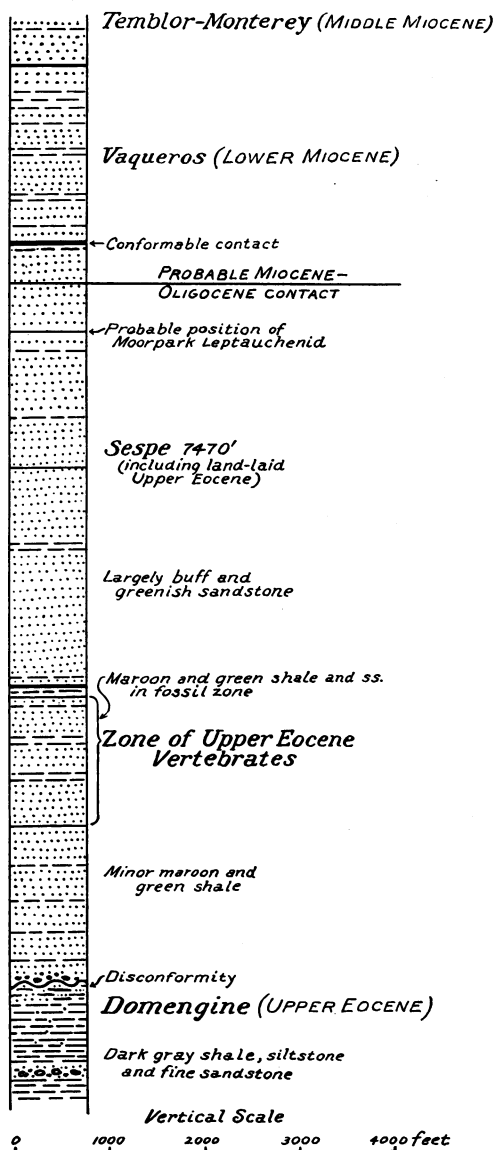 Temblor-Monterey (MIDDLE MIOCENE)
Vaqueros (LOWER MIOCENE)
Conformable contact
PROBABLE MIOCENE-
OLIGOCENE CONTACT
Probable position of
Moorpark Leptauchenid
Sespe 7470'
(including land-laid
Upper Eocene)
Largely buff and
greenish sandstone
Maroon and green shale and ss.
in fossil zone
Zone of Upper Eocene
Vertebrates
Minor maroon and
green shale
Disconformity
Domengine (UPPER EOCENE)
Dark gray shale, siltstone
and fine sandstone
Vertical Scale
0 1000 2000 3000 4000 feet